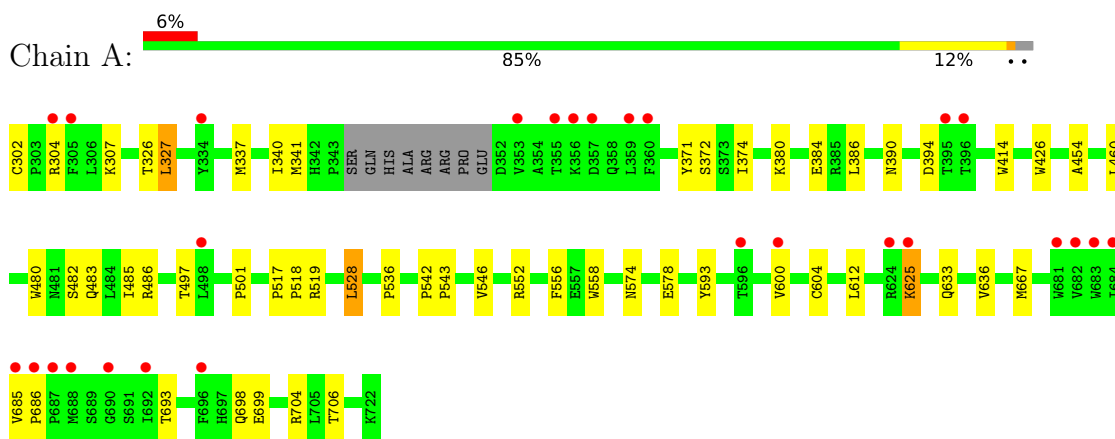 6%
Chain A:
85%
12%
C302 P303 R304 F305 L306 K307 T326 L327 Y334 M337 I340 M341 H342 P343 SER GLN HIS ALA ARG ARG PRO GLU D352 V353 A354 T355 K356 D357 Q358 L359 F360 Y371 S372 S373 I374 K380 E384 R385 L386 N390 D394 T395 T396 W414 W426 A454 L460
W480 N481 S482 Q483 L484 I485 R486 T497 L498 P501 P517 P518 R519 L528 P536 P542 P543 V546 R552 F556 E557 W558 N574 E578 Y593 T596 V600 C604 L612 R624 K625 Q633 V636 M667 W681 V682 W683 I684
V685 P686 P687 M688 S689 G690 S691 I692 T693 F696 H697 Q698 E699 R704 L705 T706 K722